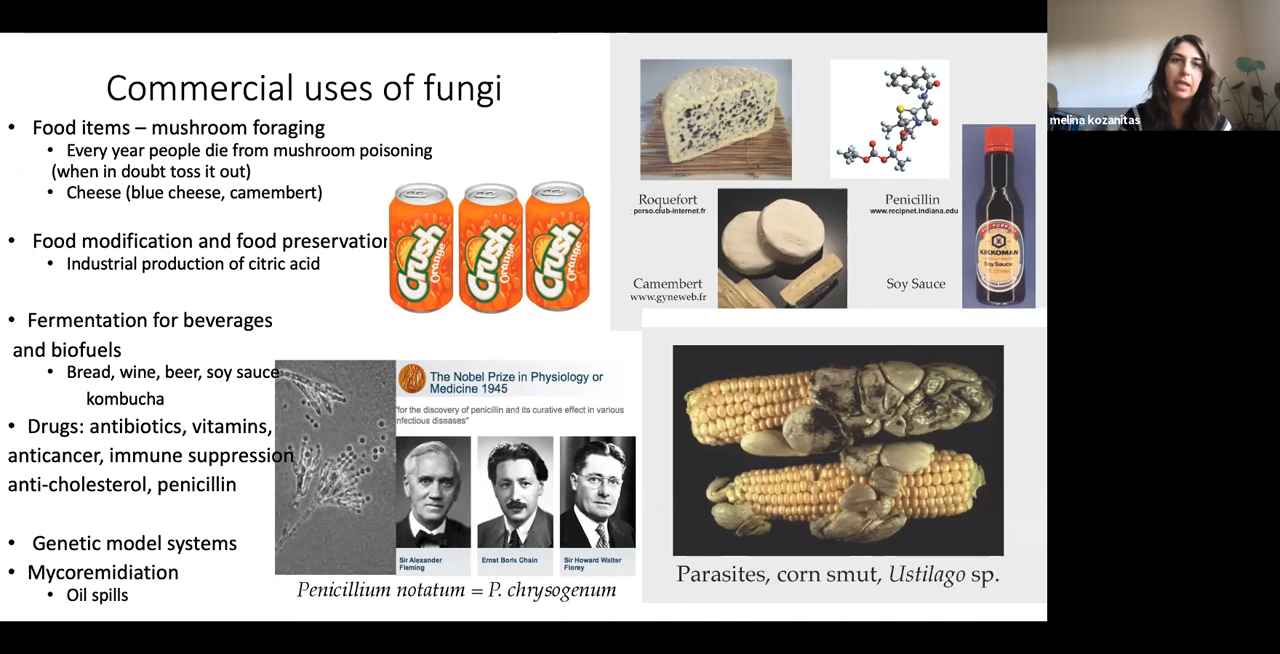 Commercial uses of fungi
• Food items – mushroom foraging
• Every year people die from mushroom poisoning
(when in doubt toss it out)
• Cheese (blue cheese, camembert)
• Food modification and food preservation
• Industrial production of citric acid
• Fermentation for beverages
and biofuels
• Bread, wine, beer, soy sauce
kombucha
• Drugs: antibiotics, vitamins,
anticancer, immune suppression
anti-cholesterol, penicillin
• Genetic model systems
• Mycoremidiation
• Oil spills
Crush
Orange
Crush
Orange
Crush
Orange
The Nobel Prize in Physiology or
Medicine 1945
"for the discovery of penicillin and its curative effect in various
infectious diseases"
Sir Alexander
Fleming
Ernst Boris Chain
Sir Howard Walter
Florey
Penicillium notatum = P. chrysogenum
Roquefort
: perso.club-internet.fr
Penicillin
www.recipnet.indiana.edu
Camembert
www.gyneweb.fr
Soy Sauce
KIKKOMAN
Soy Sauce
Parasites, corn smut, Ustilago sp.
melina kozanitas